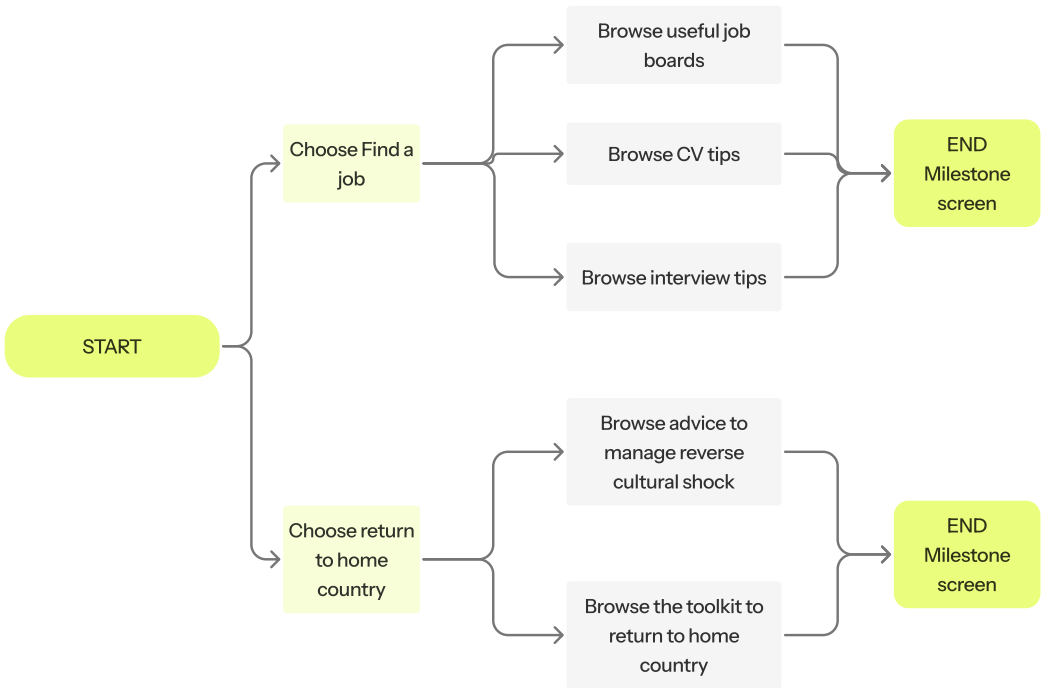 START
Choose Find a
job
Browse useful job
boards
Browse CV tips
Browse interview tips
END
Milestone
screen
Choose return
to home
country
Browse advice to
manage reverse
cultural shock
Browse the toolkit to
return to home
country
END
Milestone
screen